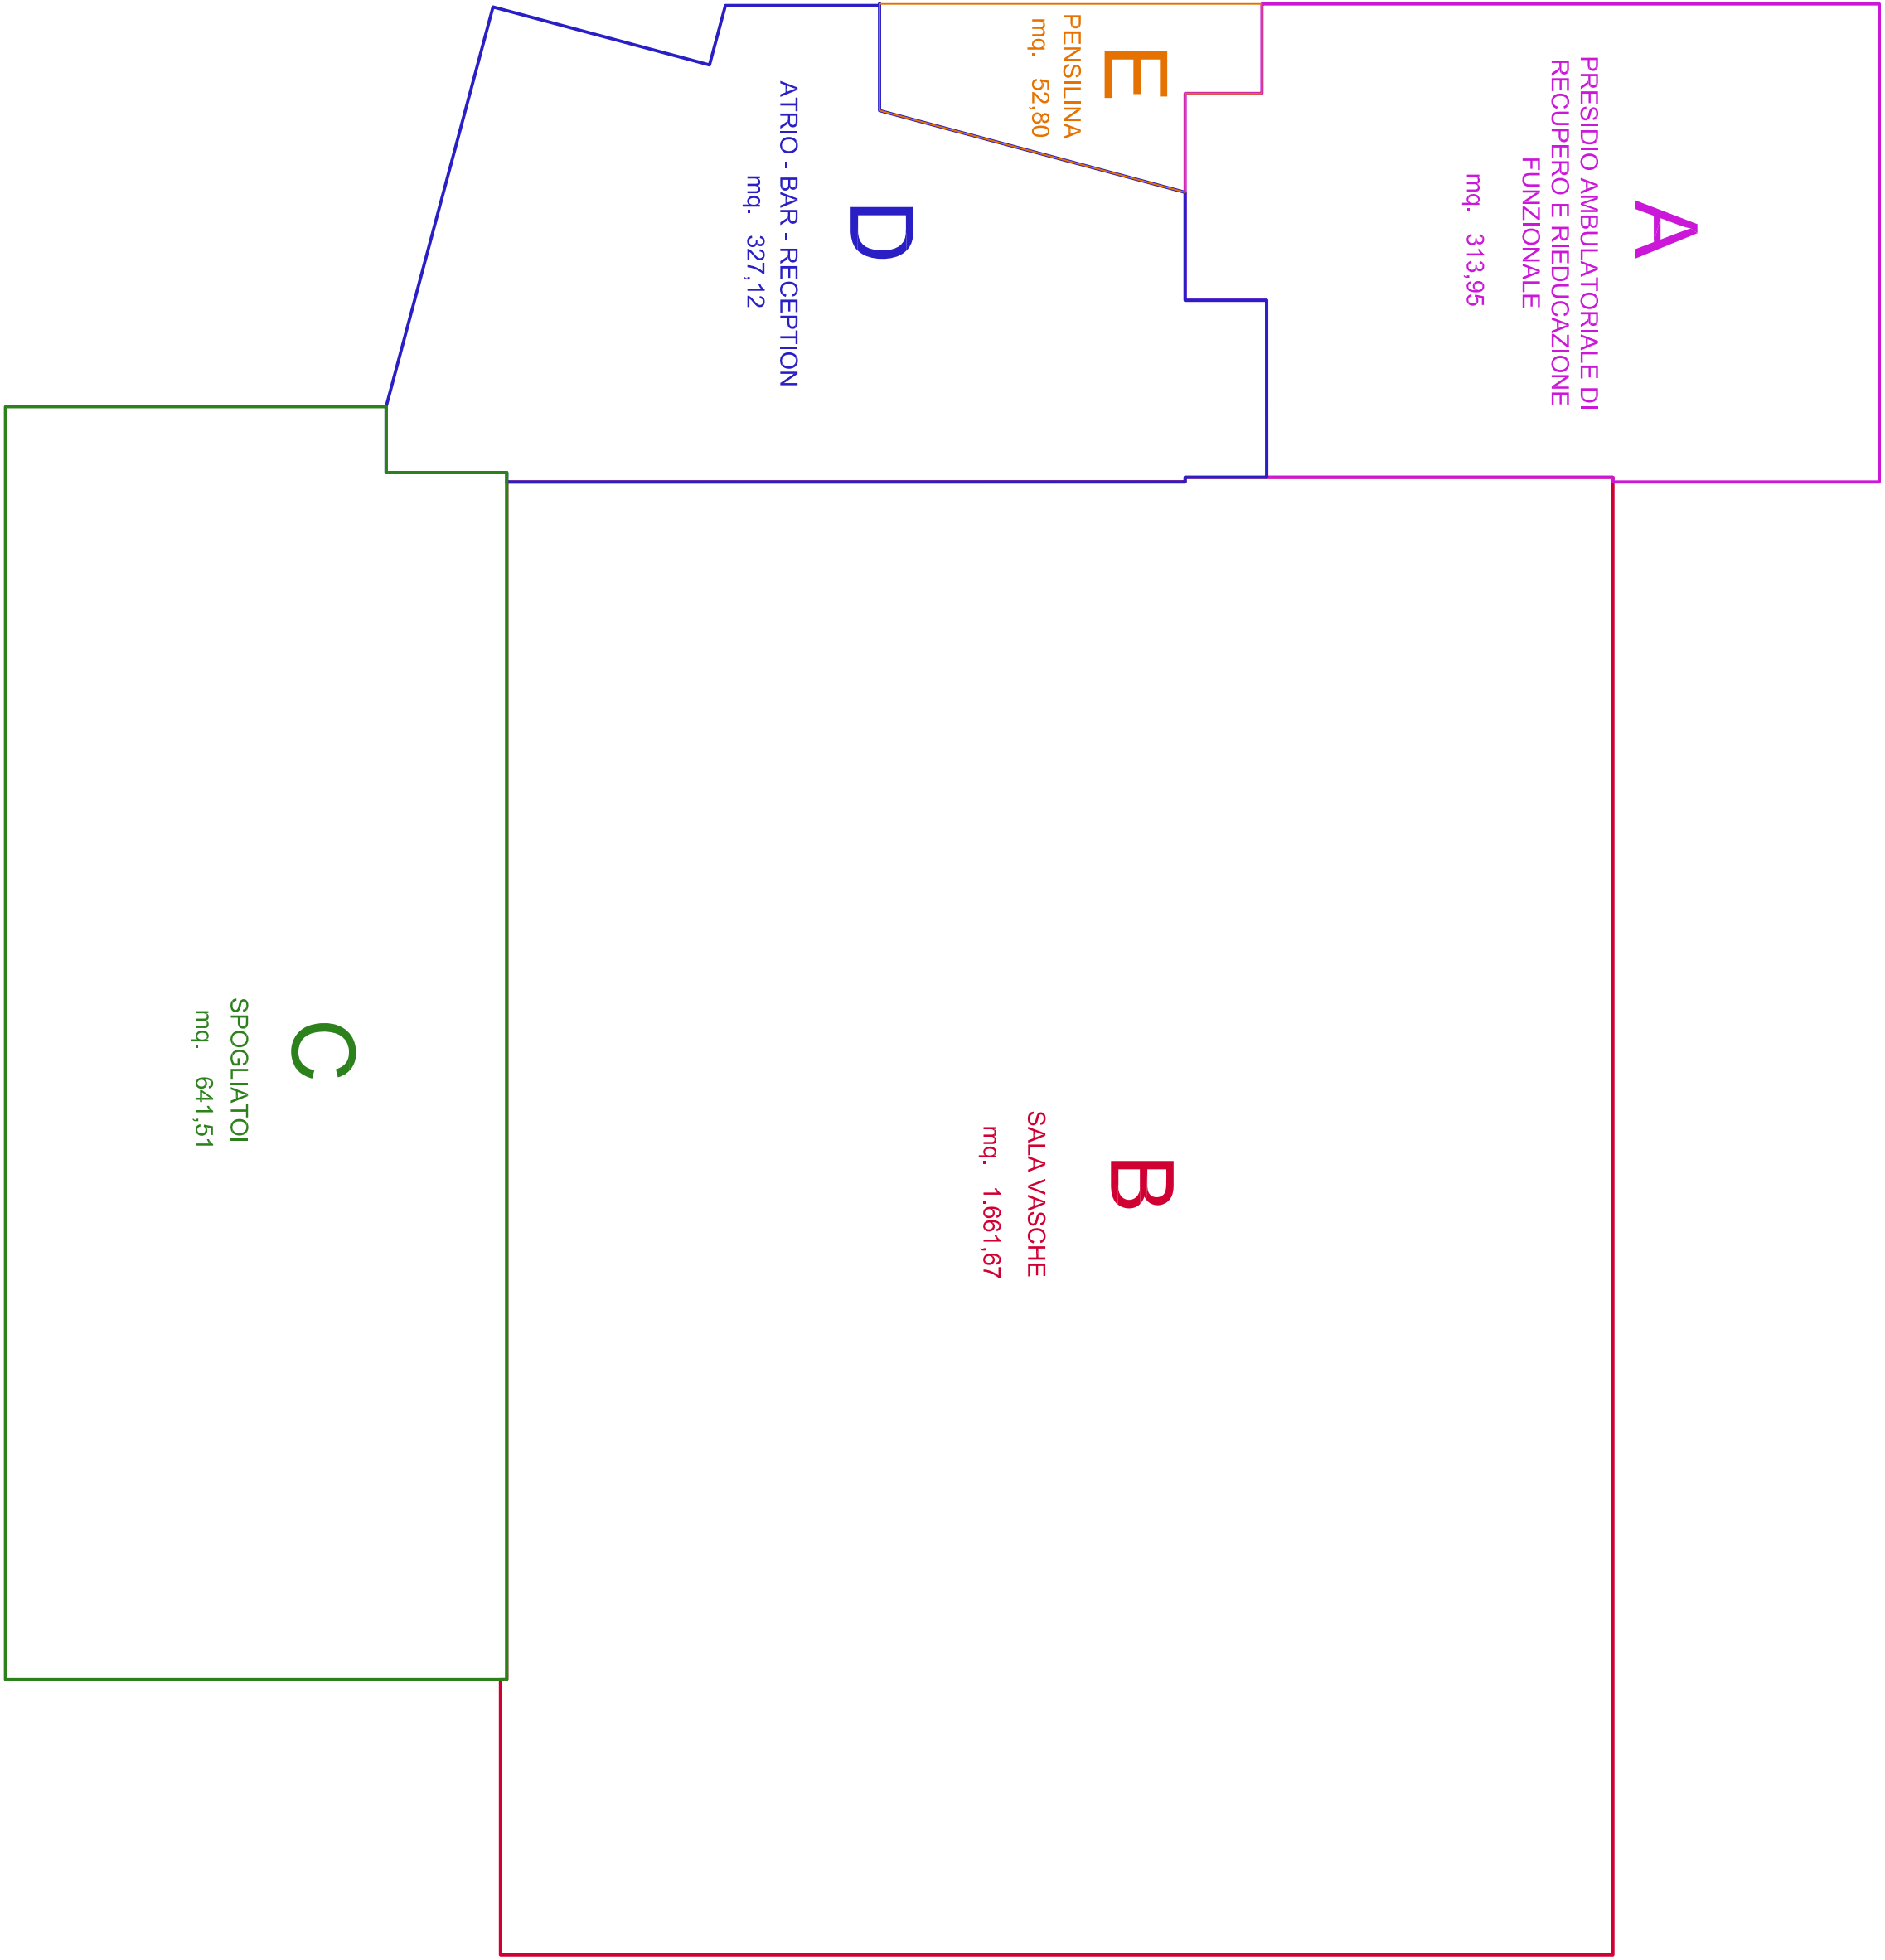 A
PRESIDIO AMBULATORIALE DI
RECUPERO E RIEDUCAZIONE
FUNZIONALE
mq. 313,95
E
PENSILINA
mq. 52,80
D
ATRIO - BAR - RECEPTION
mq. 327,12
B
SALA VASCHE
mq. 1.661,67
C
SPOGLIATOI
mq. 641,51